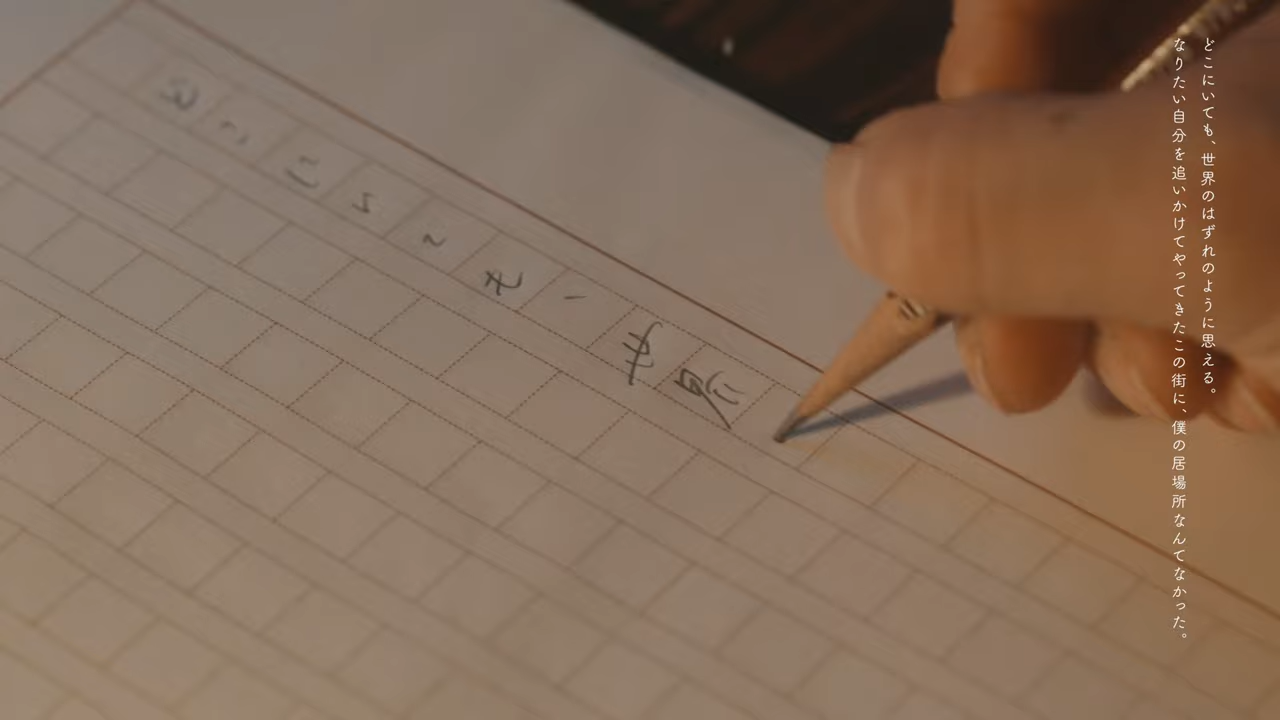 どこにいても、世界のはずれのように思える。
なりたい自分を追いかけてやってきたこの街に、僕の居場所なんてなかった。
どこにいても、世界